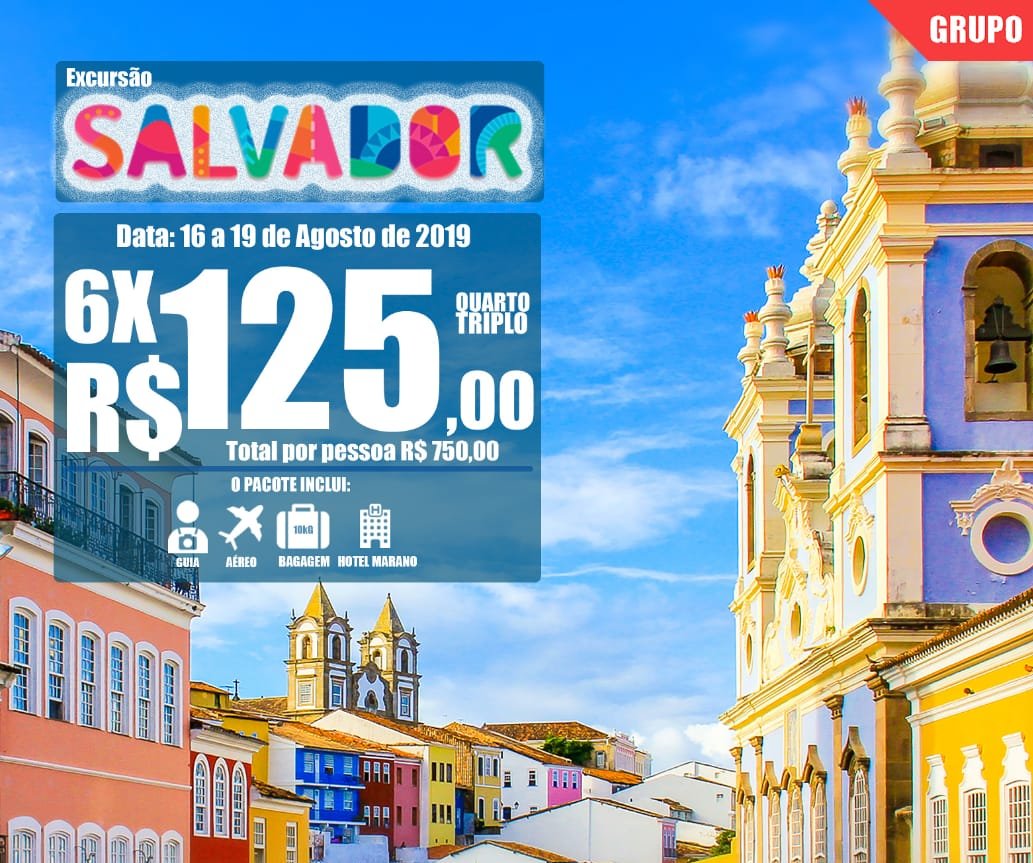 GRUPO
Excursão
SALVADOR
Data: 16 a 19 de Agosto de 2019
6X
R$125,00
QUARTO
TRIPLO
Total por pessoa R$ 750,00
O PACOTE INCLUI:
10kG
GUIA AÉREO BAGAGEM HOTEL MARANO